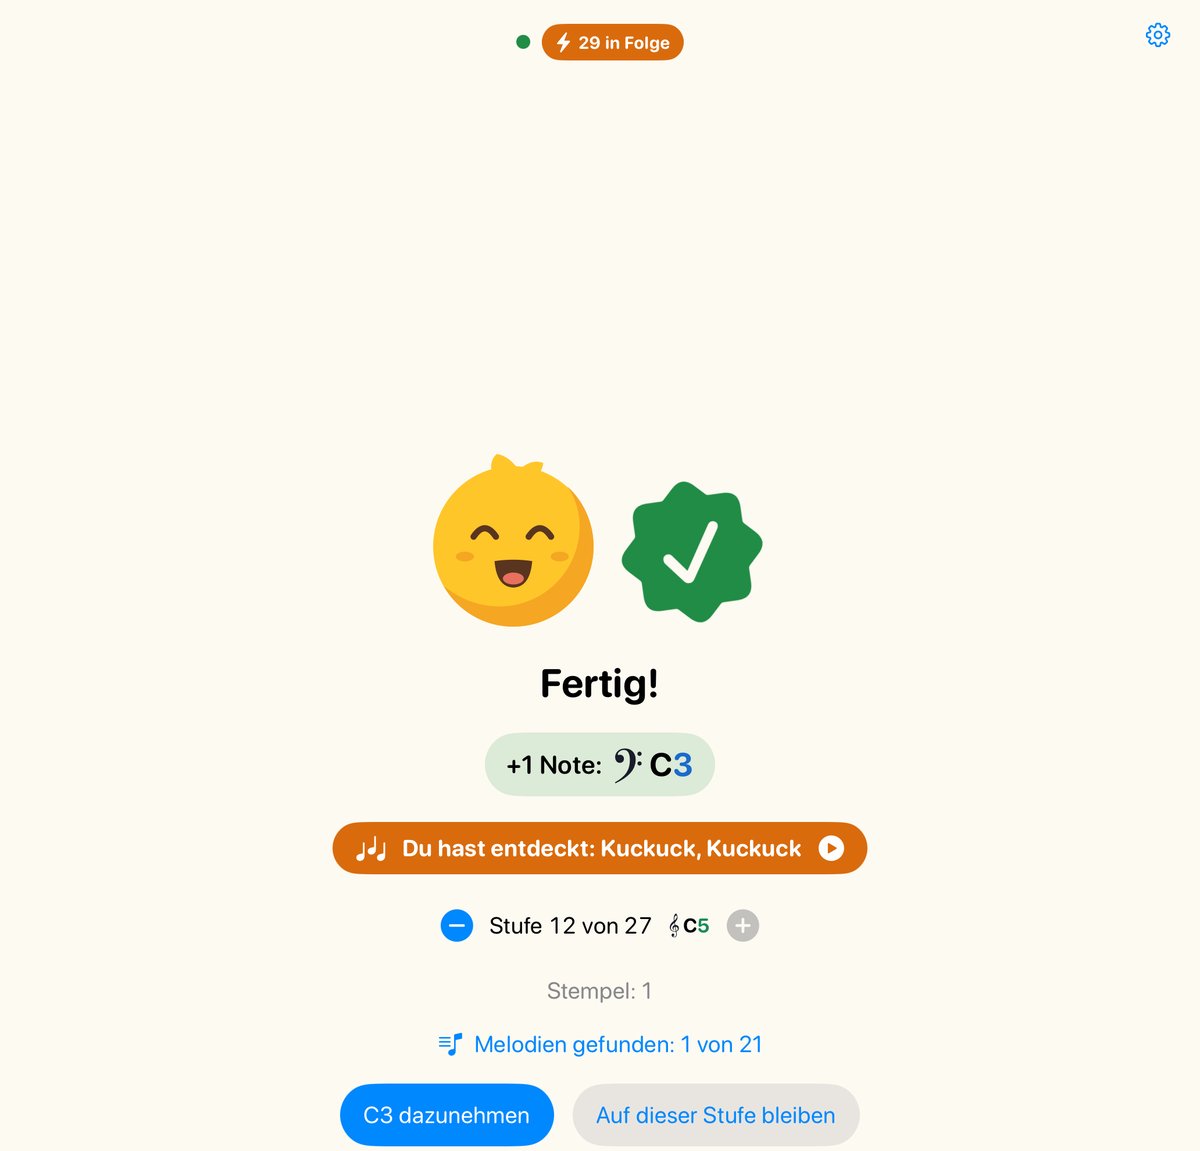 29 in Folge
Fertig!
+1 Note: 𝄢 C3
Du hast entdeckt: Kuckuck, Kuckuck
Stufe 12 von 27 𝄞 C5
Stempel: 1
Melodien gefunden: 1 von 21
C3 dazunehmen
Auf dieser Stufe bleiben